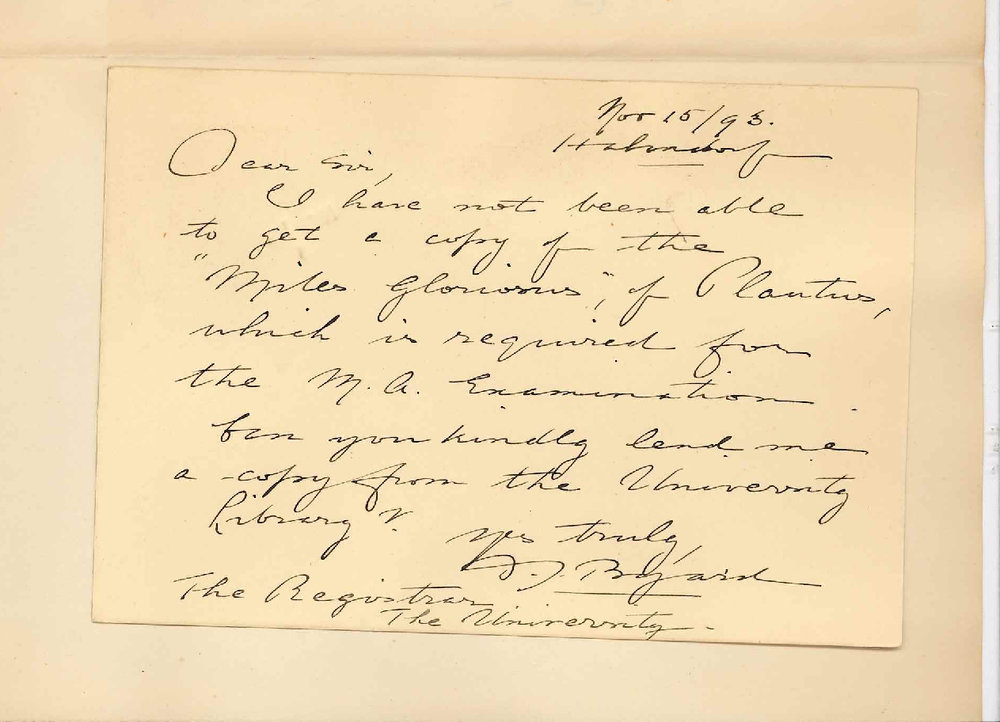 Nov 15/93.
Hahndorf
Dear Sir,
I have not been able
to get a copy of the
"Miles Gloriosus", of Plautus,
which is required for
the M. A. Examination.
Can you kindly lend me
a copy from the University
Library?
Yrs truly,
D. J. Byard
The Registrar
The University.